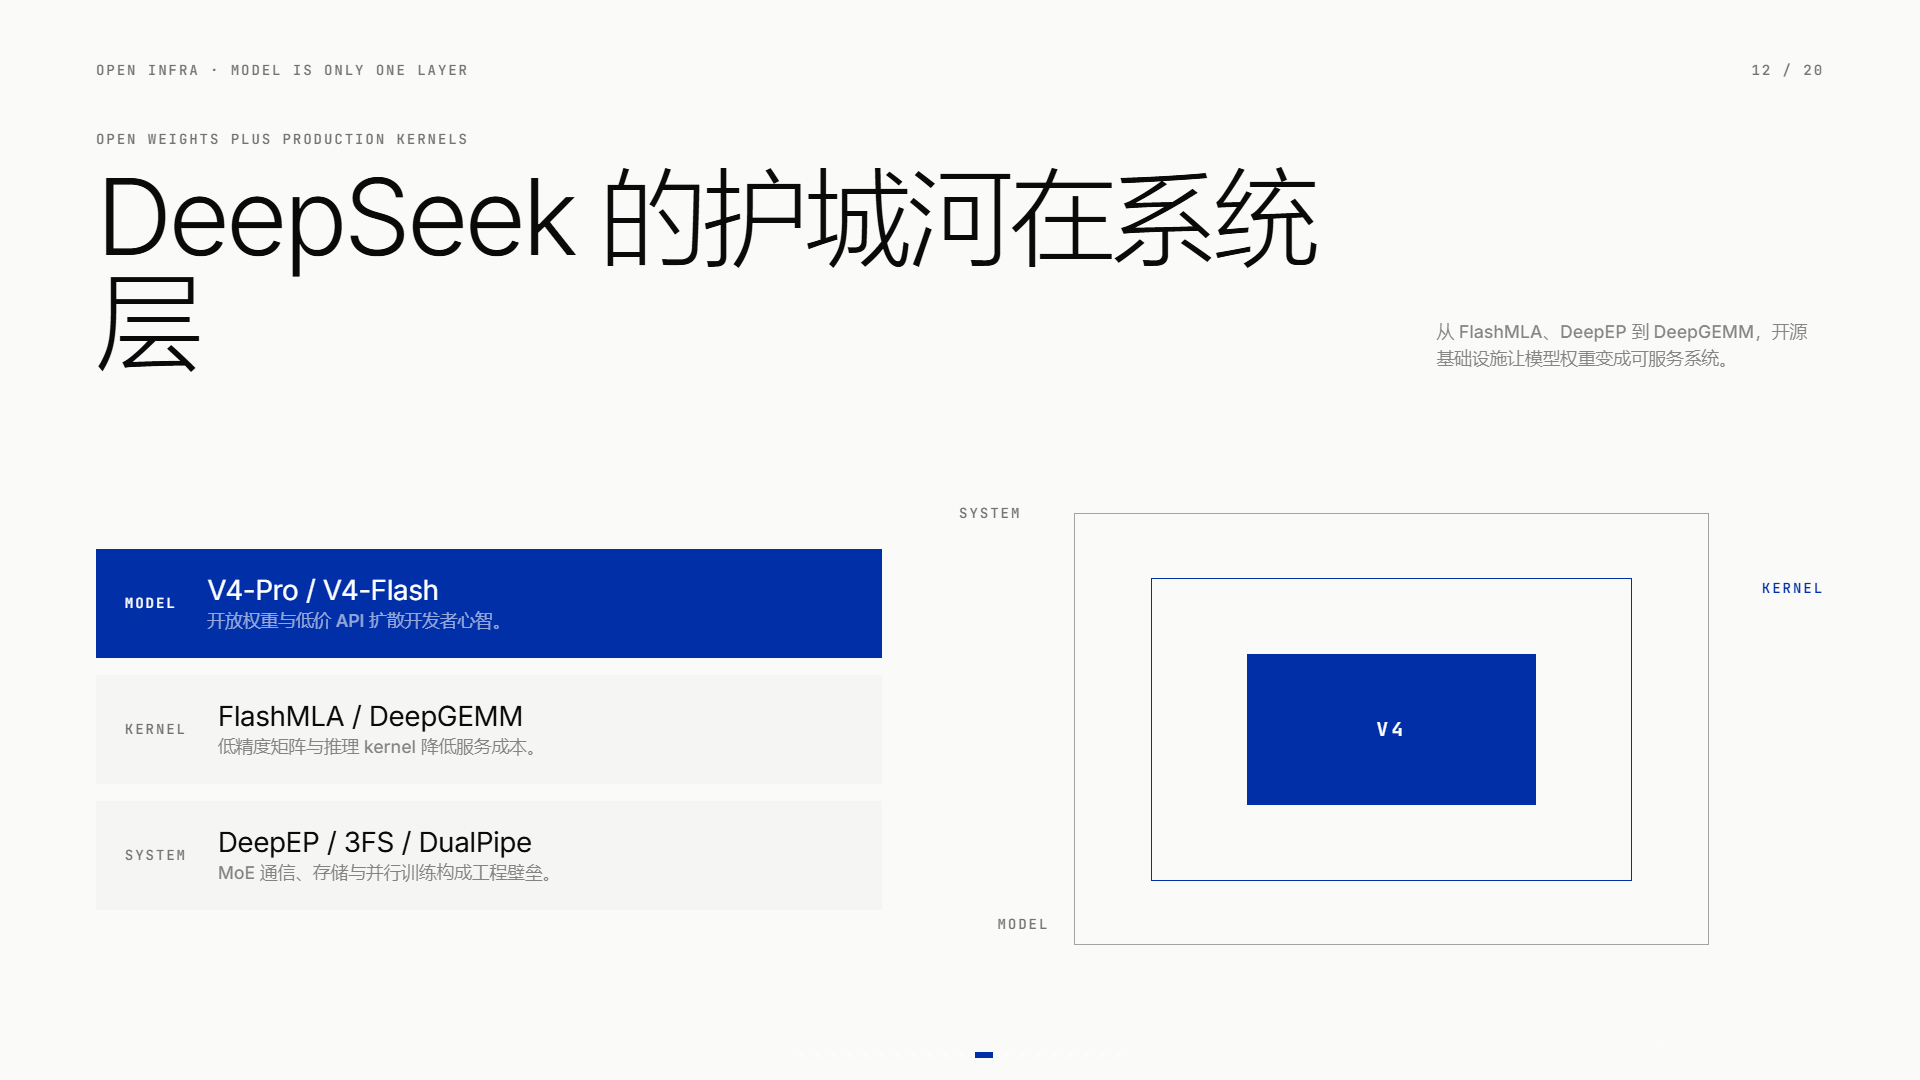 OPEN INFRA · MODEL IS ONLY ONE LAYER
12 / 20
OPEN WEIGHTS PLUS PRODUCTION KERNELS
DeepSeek 的护城河在系统
层
从 FlashMLA、DeepEP 到 DeepGEMM，开源
基础设施让模型权重变成可服务系统。
MODEL
V4-Pro / V4-Flash
开放权重与低价 API 扩散开发者心智。
KERNEL
FlashMLA / DeepGEMM
低精度矩阵与推理 kernel 降低服务成本。
SYSTEM
DeepEP / 3FS / DualPipe
MoE 通信、存储与并行训练构成工程壁垒。
SYSTEM
KERNEL
V4
MODEL